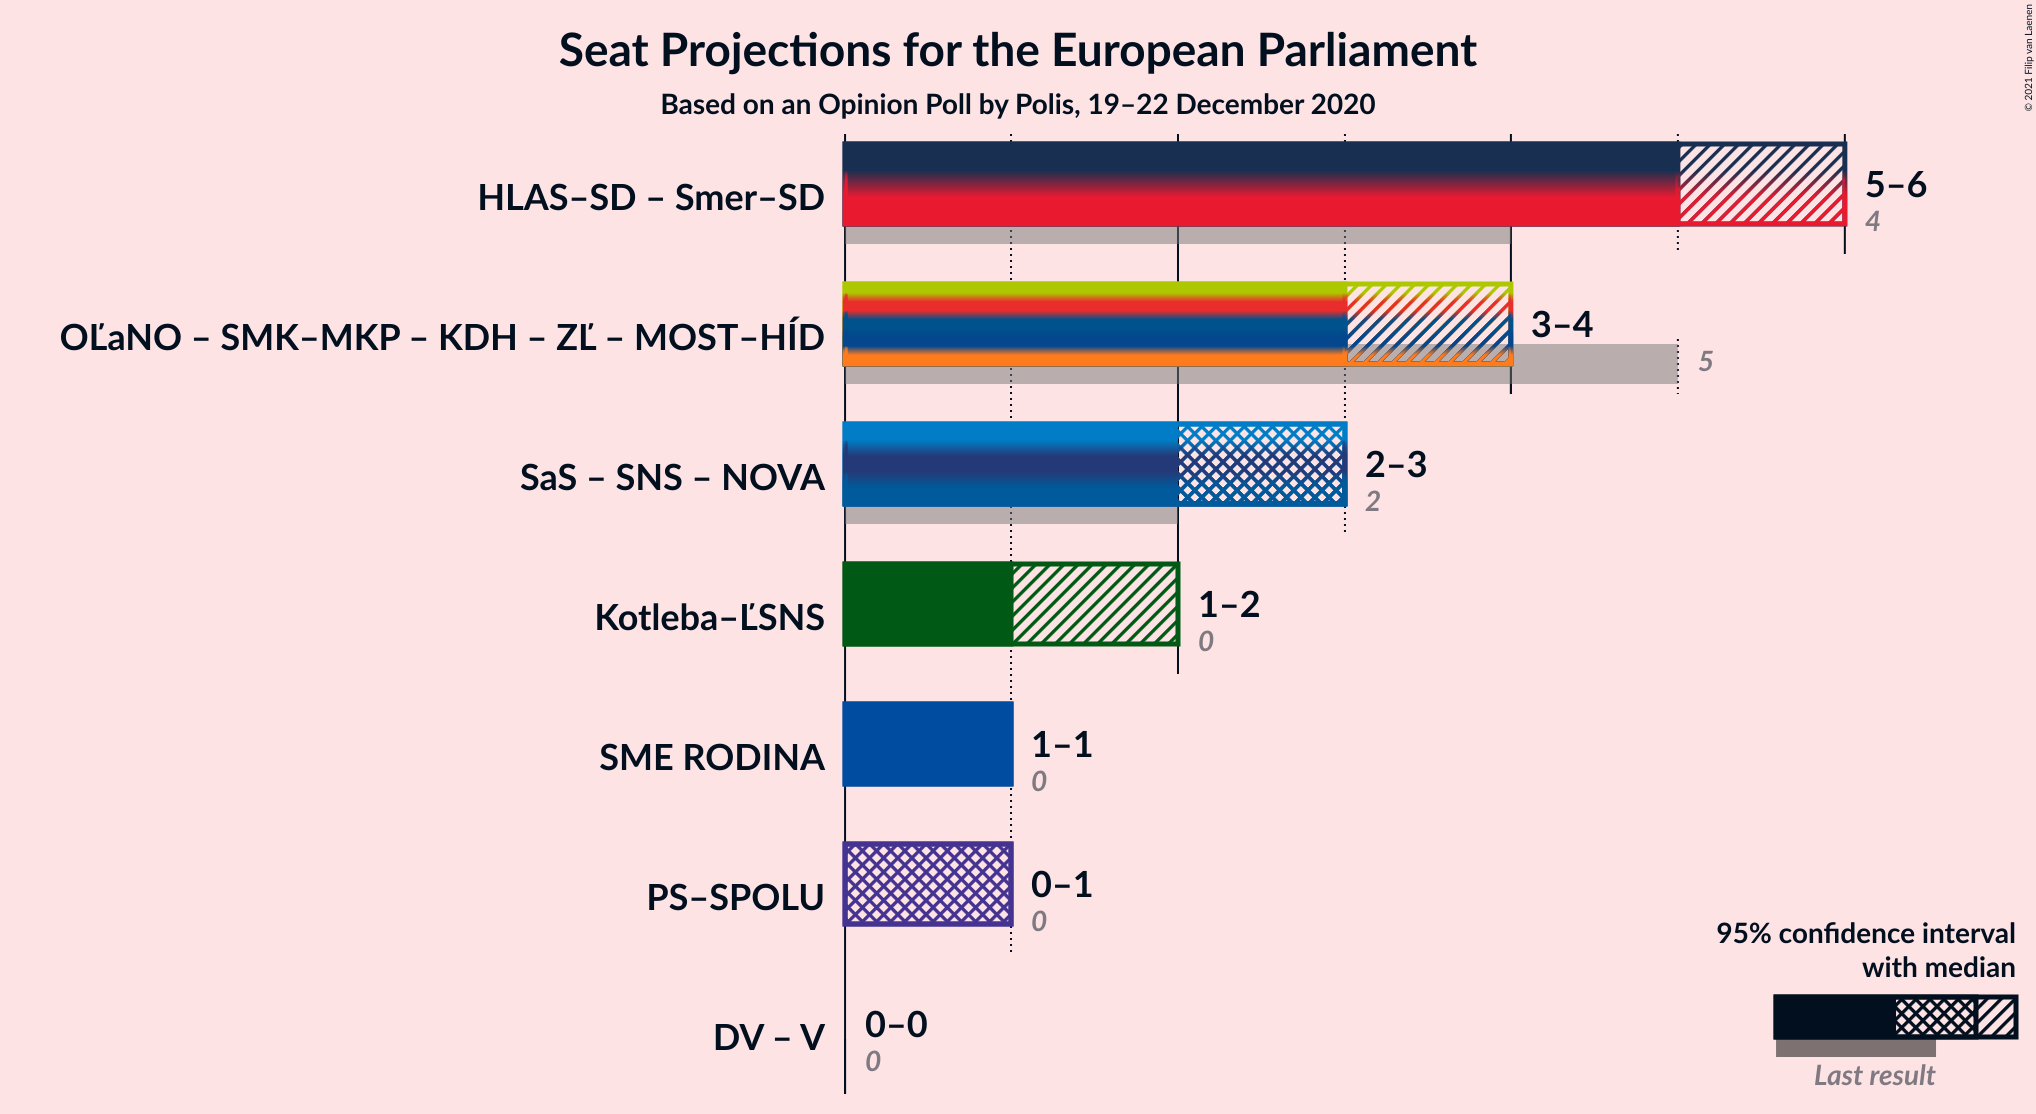 Seat Projections for the European Parliament
Based on an Opinion Poll by Polis, 19–22 December 2020
© 2021 Filip van Laenen
HLAS–SD – Smer–SD
5–6
4
OĽaNO – SMK–MKP – KDH – ZĽ – MOST–HÍD
3–4
5
SaS – SNS – NOVA
2–3
2
Kotleba–ĽSNS
1–2
0
SME RODINA
1–1
0
PS–SPOLU
0–1
0
DV – V
0–0
0
95% confidence interval
with median
Last result